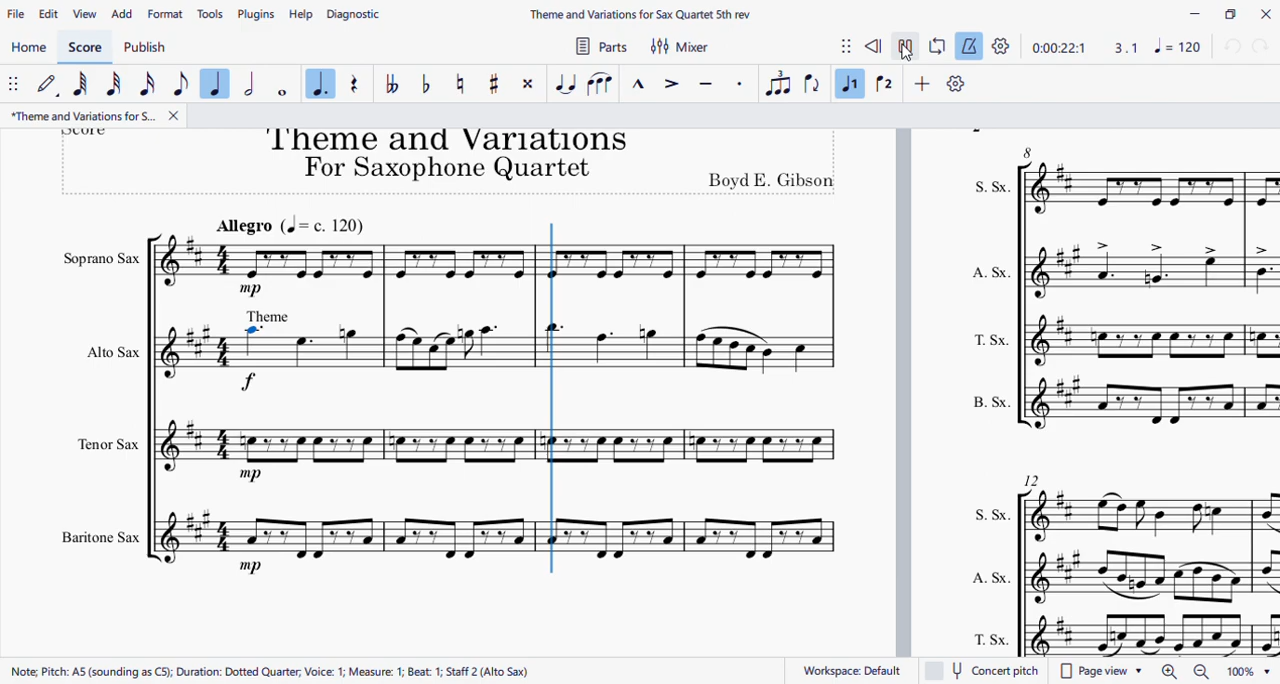 File Edit View Add Format Tools Plugins Help Diagnostic
Theme and Variations for Sax Quartet 5th rev
Home Score Publish
Parts Mixer
0:00:22:1 3 . 1 = 120
*Theme and Variations for S...
Score
Theme and Variations
For Saxophone Quartet
Boyd E. Gibson
Allegro (♩= c. 120)
Soprano Sax
mp
Theme
Alto Sax
f
Tenor Sax
mp
Baritone Sax
mp
8
S. Sx.
A. Sx.
T. Sx.
B. Sx.
12
S. Sx.
A. Sx.
T. Sx.
Note; Pitch: A5 (sounding as C5); Duration: Dotted Quarter; Voice: 1; Measure: 1; Beat: 1; Staff 2 (Alto Sax)
Workspace: Default
Concert pitch
Page view
100%